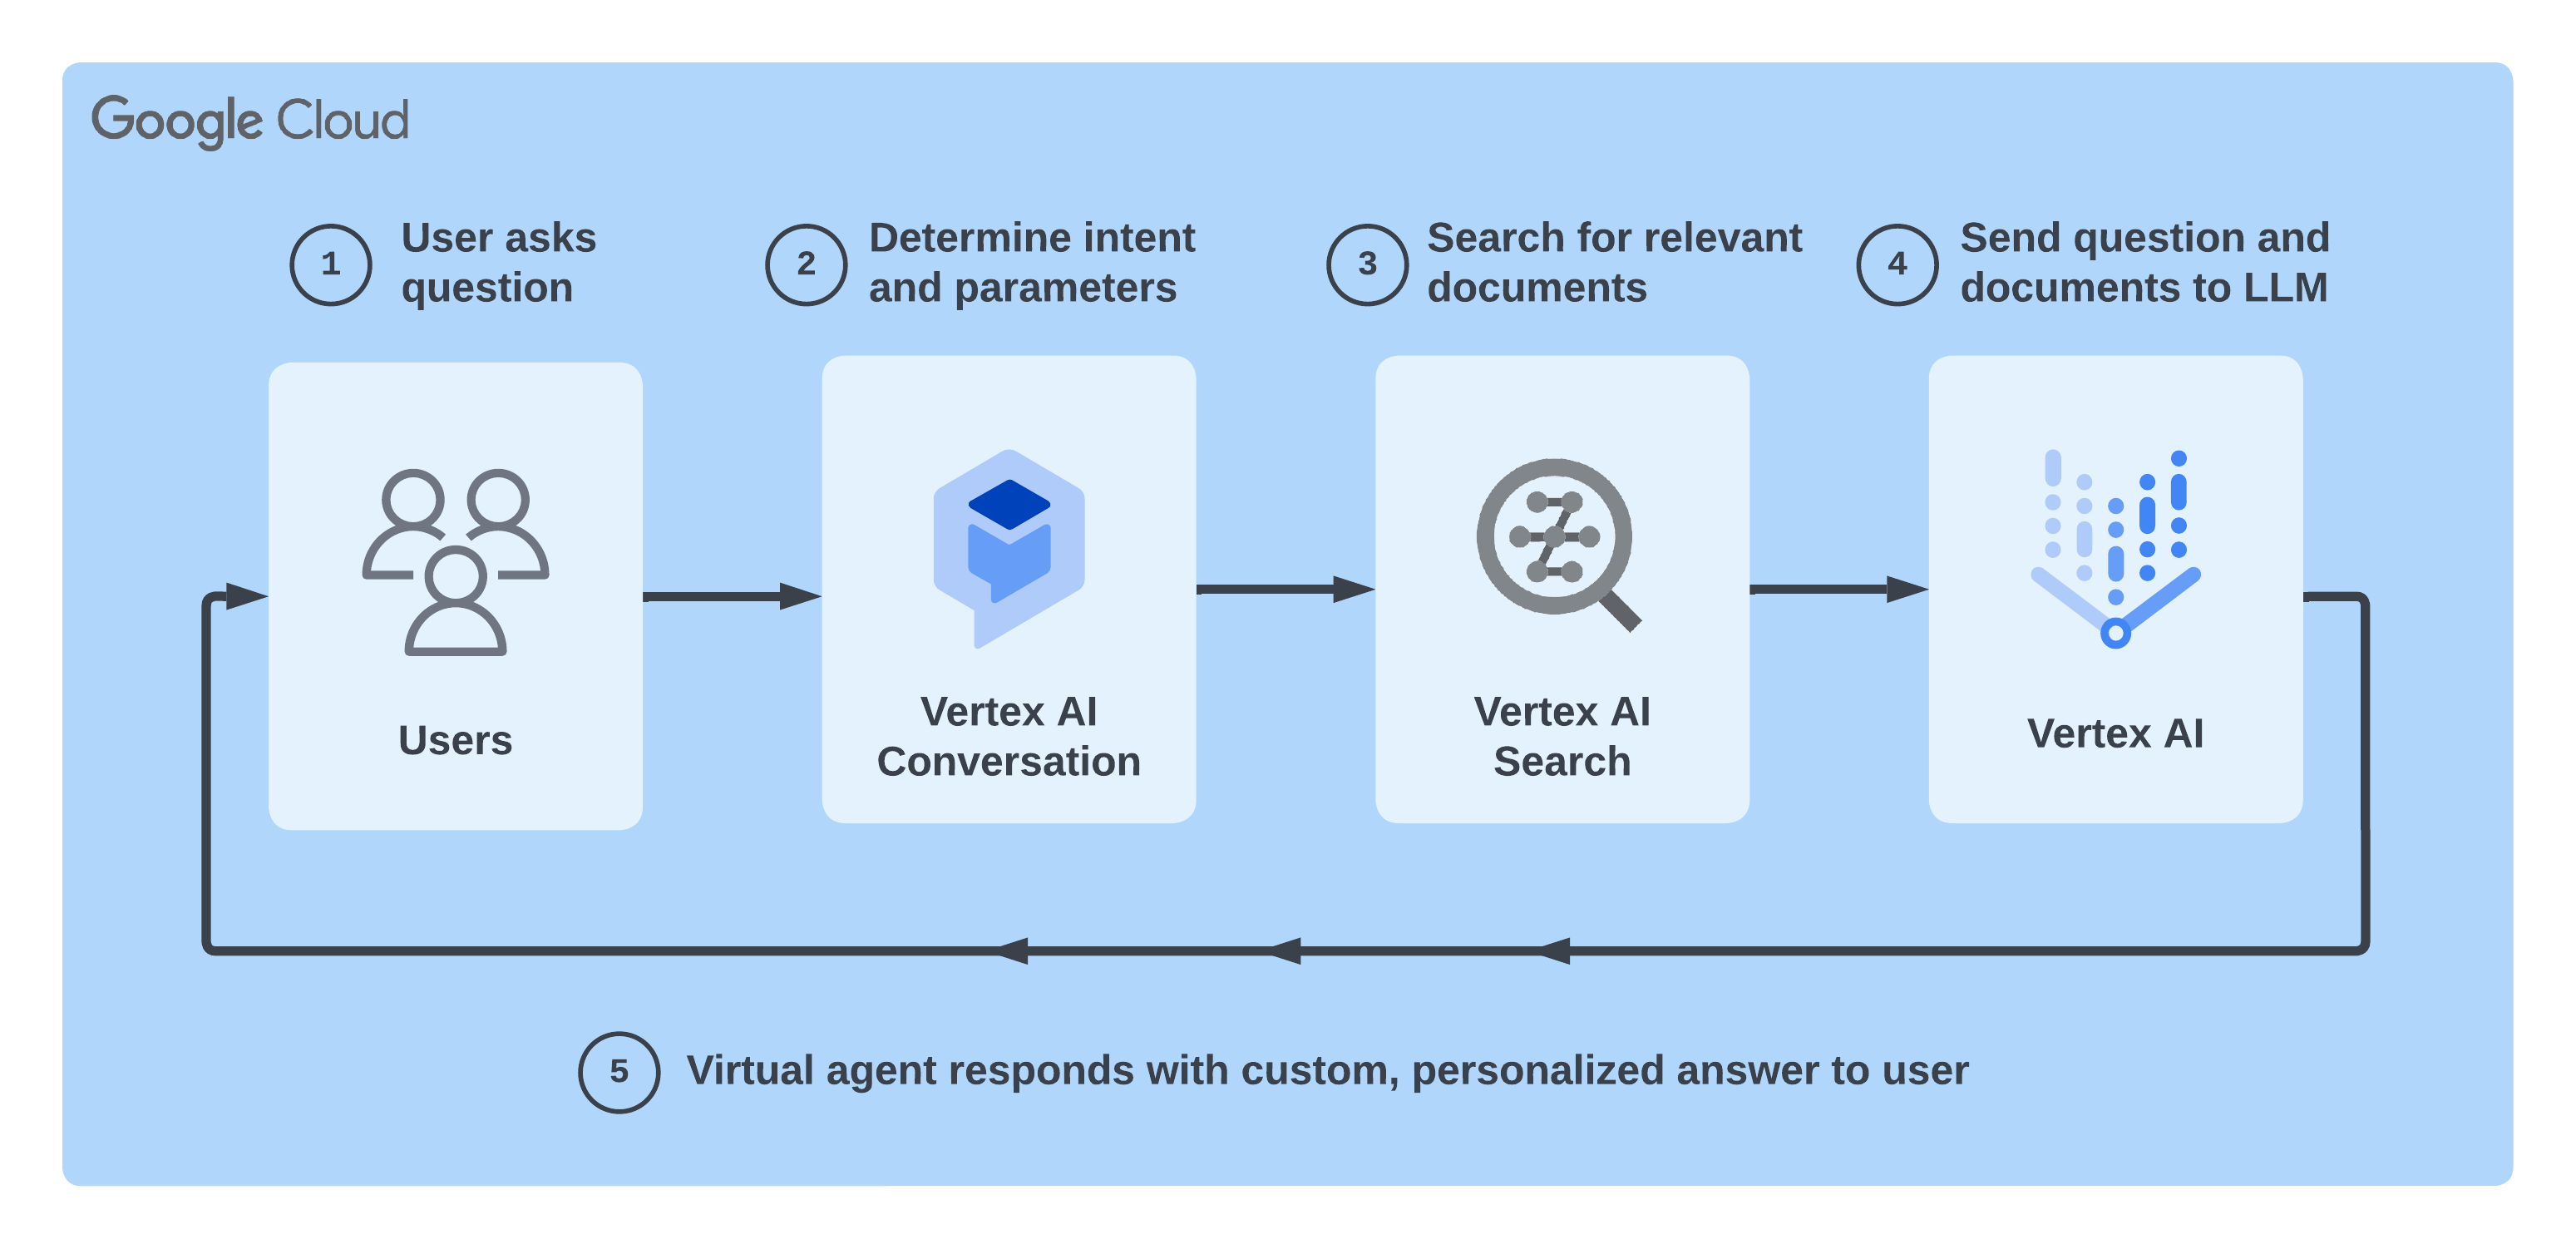 Google Cloud
1
User asks
question
2
Determine intent
and parameters
3
Search for relevant
documents
4
Send question and
documents to LLM
Users
Vertex AI
Conversation
Vertex AI
Search
Vertex AI
5
Virtual agent responds with custom, personalized answer to user